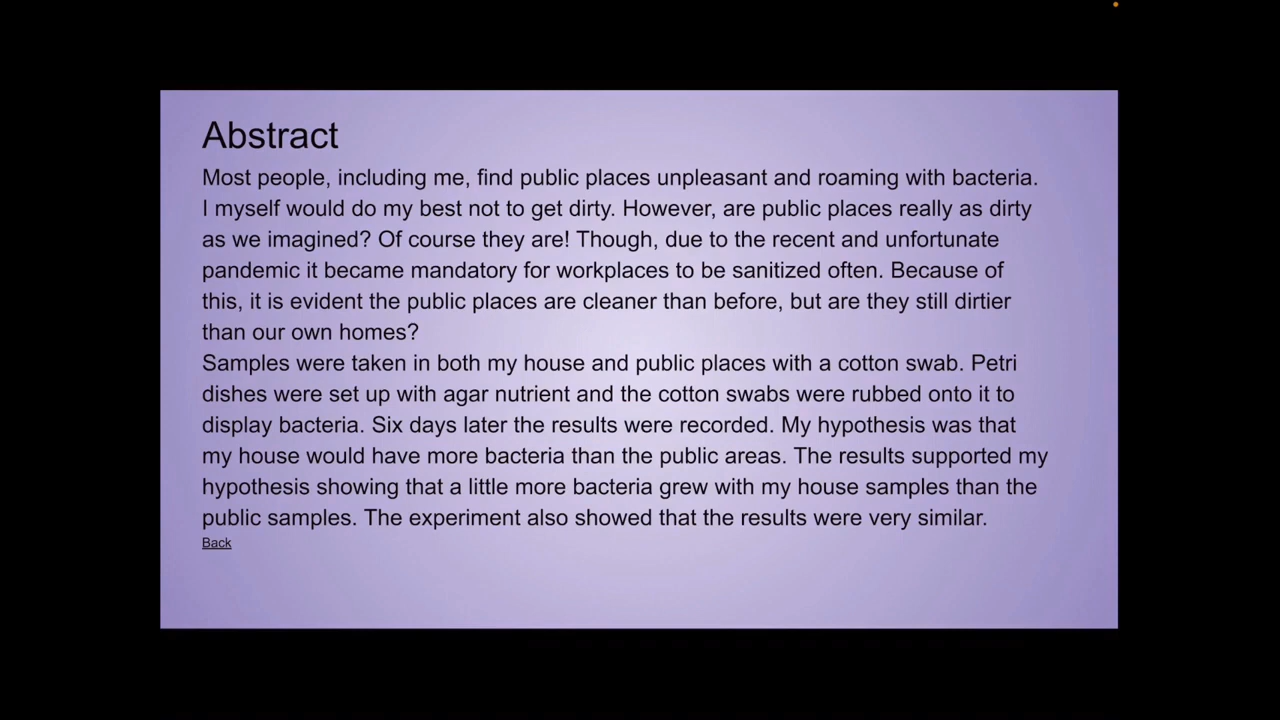 Abstract
Most people, including me, find public places unpleasant and roaming with bacteria.
I myself would do my best not to get dirty. However, are public places really as dirty
as we imagined? Of course they are! Though, due to the recent and unfortunate
pandemic it became mandatory for workplaces to be sanitized often. Because of
this, it is evident the public places are cleaner than before, but are they still dirtier
than our own homes?
Samples were taken in both my house and public places with a cotton swab. Petri
dishes were set up with agar nutrient and the cotton swabs were rubbed onto it to
display bacteria. Six days later the results were recorded. My hypothesis was that
my house would have more bacteria than the public areas. The results supported my
hypothesis showing that a little more bacteria grew with my house samples than the
public samples. The experiment also showed that the results were very similar.
Back